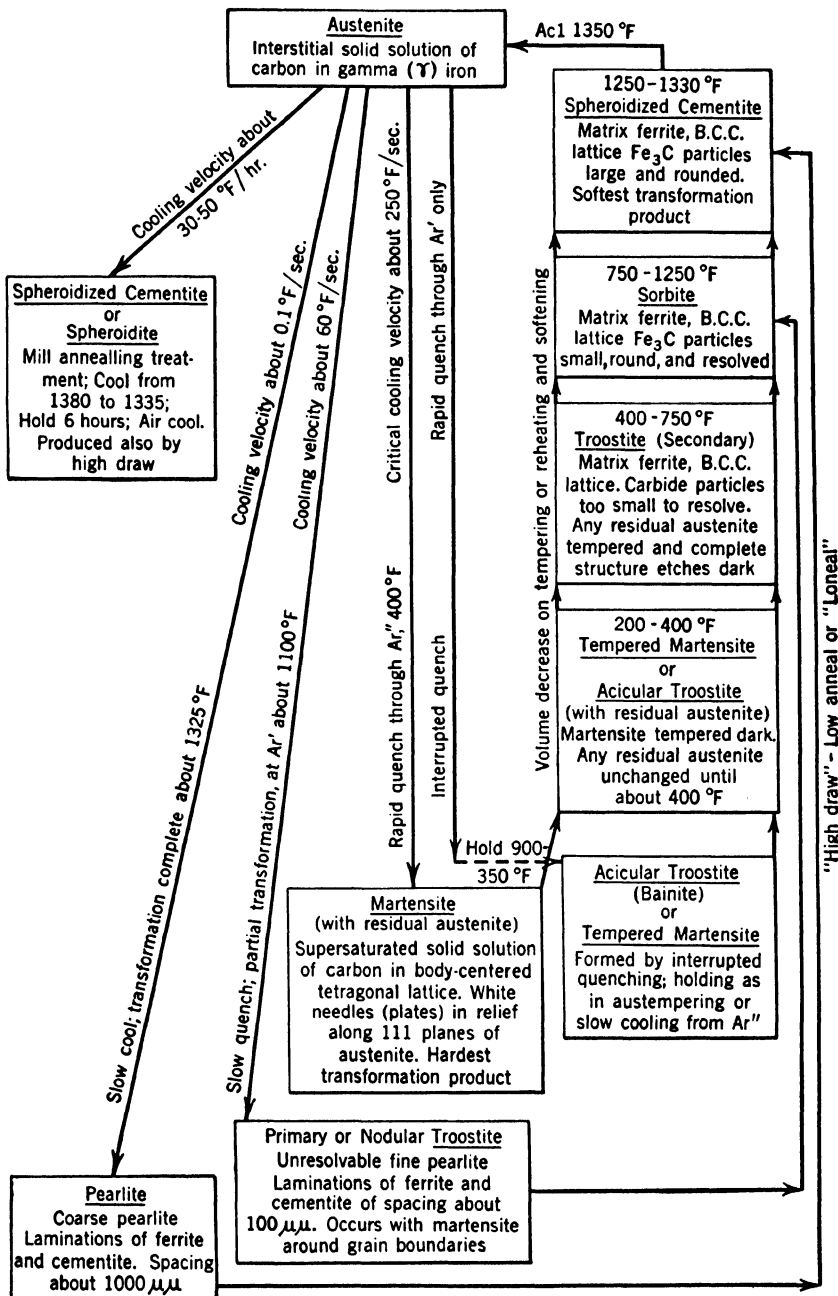 Austenite
Interstitial solid solution of
carbon in gamma (γ) iron
Ac1 1350 °F
Cooling velocity about
30-50 °F/hr.
Spheroidized Cementite
or
Spheroidite
Mill annealling treat-
ment; Cool from
1380 to 1335;
Hold 6 hours; Air cool.
Produced also by
high draw
Slow cool; transformation complete about 1325°F
Cooling velocity about 0.1°F/sec.
Slow quench; partial transformation, at Ar' about 1100°F
Cooling velocity about 60°F/sec.
Rapid quench through Ar," 400°F
Critical cooling velocity about 250°F/sec.
Interrupted quench
Rapid quench through Ar' only
Volume decrease on tempering or reheating and softening
1250-1330 °F
Spheroidized Cementite
Matrix ferrite, B.C.C.
lattice Fe₃C particles
large and rounded.
Softest transformation
product
750-1250°F
Sorbite
Matrix ferrite, B.C.C.
lattice Fe₃C particles
small, round, and resolved
400-750°F
Troostite (Secondary)
Matrix ferrite, B.C.C.
lattice. Carbide particles
too small to resolve.
Any residual austenite
tempered and complete
structure etches dark
200-400°F
Tempered Martensite
or
Acicular Troostite
(with residual austenite)
Martensite tempered dark.
Any residual austenite
unchanged until
about 400°F
"High draw" - Low anneal or "Loneal"
Hold 900-
350 °F
Acicular Troostite
(Bainite)
or
Tempered Martensite
Formed by interrupted
quenching; holding as
in austempering or
slow cooling from Ar"
Martensite
(with residual austenite)
Supersaturated solid solution
of carbon in body-centered
tetragonal lattice. White
needles (plates) in relief
along 111 planes of
austenite. Hardest
transformation product
Primary or Nodular Troostite
Unresolvable fine pearlite
Laminations of ferrite and
cementite of spacing about
100μμ. Occurs with martensite
around grain boundaries
Pearlite
Coarse pearlite
Laminations of ferrite
and cementite. Spacing
about 1000μμ